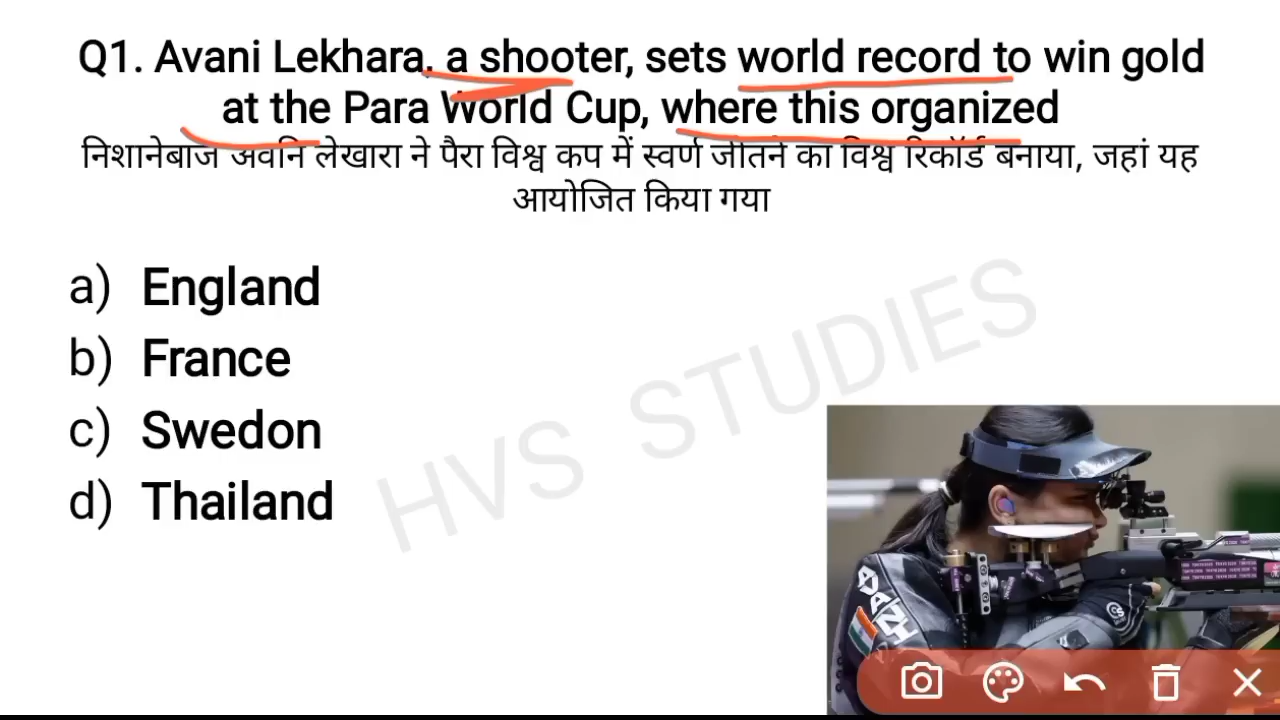 Q1. Avani Lekhara, a shooter, sets world record to win gold
at the Para World Cup, where this organized
निशानेबाज अवनि लेखारा ने पैरा विश्व कप में स्वर्ण जीतने का विश्व रिकॉर्ड बनाया, जहां यह
आयोजित किया गया
a) England
b) France
c) Swedon
d) Thailand
HVS STUDIES